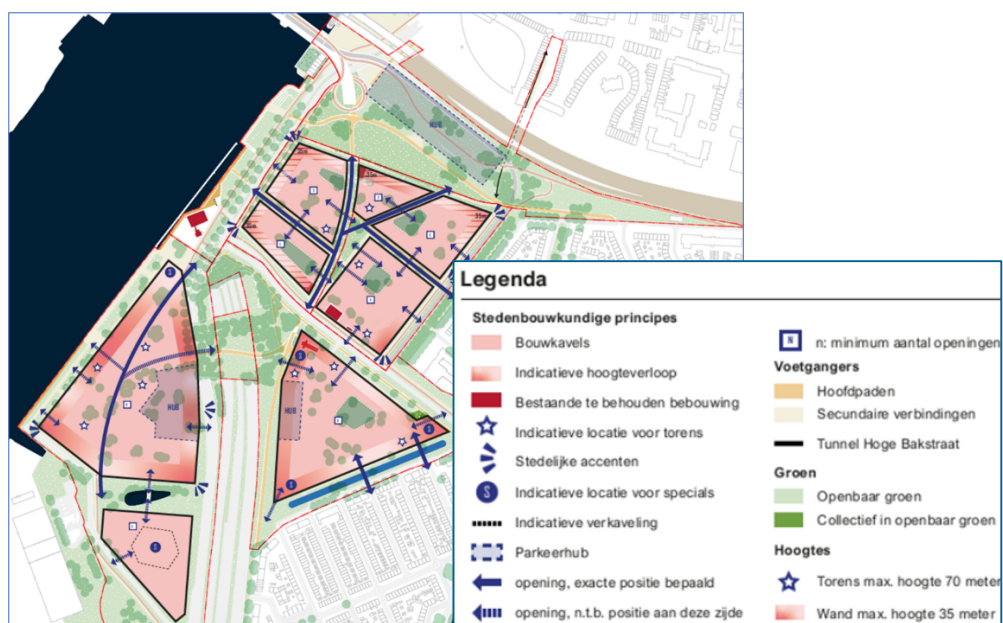 HUB
35m
35m
HUB
HUB
S
S
S
S
S
Legenda
Stedenbouwkundige principes
Bouwkavels
Indicatieve hoogteverloop
Bestaande te behouden bebouwing
Indicatieve locatie voor torens
Stedelijke accenten
S Indicatieve locatie voor specials
Indicatieve verkaveling
Parkeerhub
opening, exacte positie bepaald
opening, n.t.b. positie aan deze zijde
N n: minimum aantal openingen
Voetgangers
Hoofdpaden
Secundaire verbindingen
Tunnel Hoge Bakstraat
Groen
Openbaar groen
Collectief in openbaar groen
Hoogtes
Torens max. hoogte 70 meter
Wand max. hoogte 35 meter